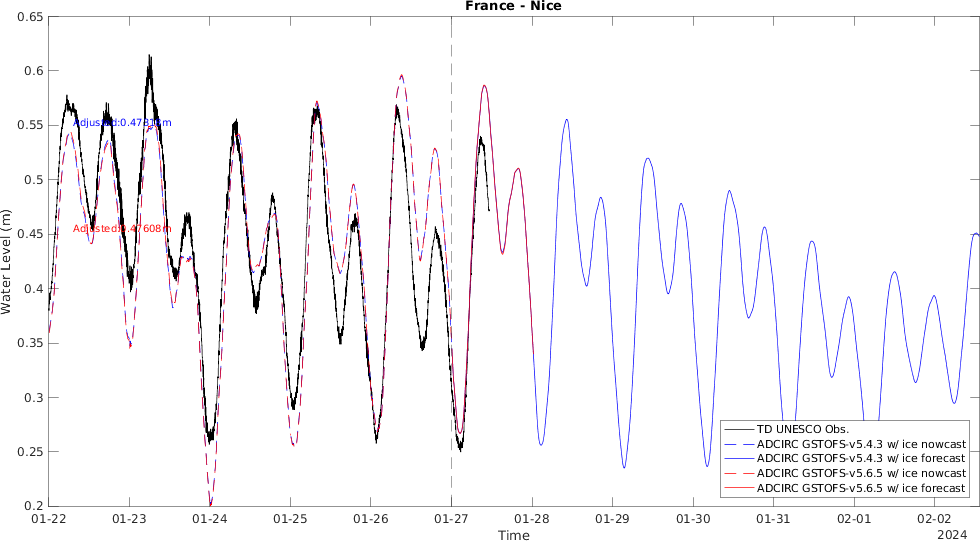 France - Nice
0.65
0.6
0.55
0.5
0.45
0.4
0.35
0.3
0.25
0.2
Water Level (m)
TD UNESCO Obs.
ADCIRC GSTOFS-v5.4.3 w/ ice nowcast
ADCIRC GSTOFS-v5.4.3 w/ ice forecast
ADCIRC GSTOFS-v5.6.5 w/ ice nowcast
ADCIRC GSTOFS-v5.6.5 w/ ice forecast
01-22 01-23 01-24 01-25 01-26 01-27 01-28 01-29 01-30 01-31 02-01 02-02
Time
2024